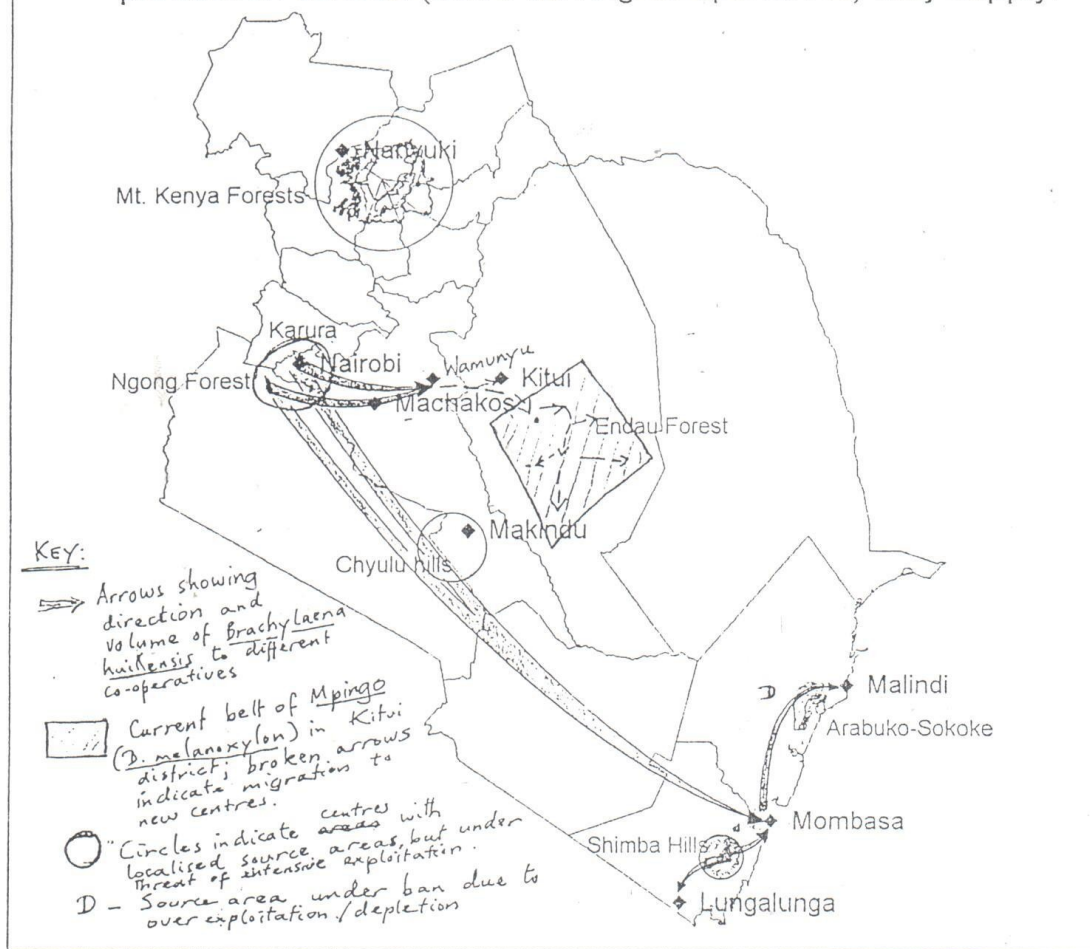 Nanyuki
Mt. Kenya Forests
Karura
Nairobi
Ngong Forest
Wamunyu
Kitui
Machakos
Endau Forest
Makindu
Chyulu hills
D
Malindi
Arabuko-Sokoke
Mombasa
Shimba Hills
Lungalunga
KEY:
Arrows showing
direction and
volume of Brachylaena
huillensis to different
co-operatives
Current belt of Mpingo
(D. melanoxylon) in Kitui
district; broken arrows
indicate migration to
new centres.
Circles indicate centres areas with
localised source areas, but under
threat of intensive exploitation.
D - Source area under ban due to
over exploitation/depletion